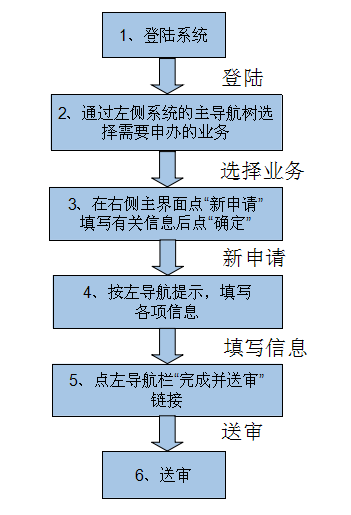 1、登陆系统
登陆
2、通过左侧系统的主导航树选
择需要申办的业务
选择业务
3、在右侧主界面点“新申请”
填写有关信息后点“确定”
新申请
4、按左导航提示，填写
各项信息
填写信息
5、点左导航栏“完成并送审”
链接
送审
6、送审